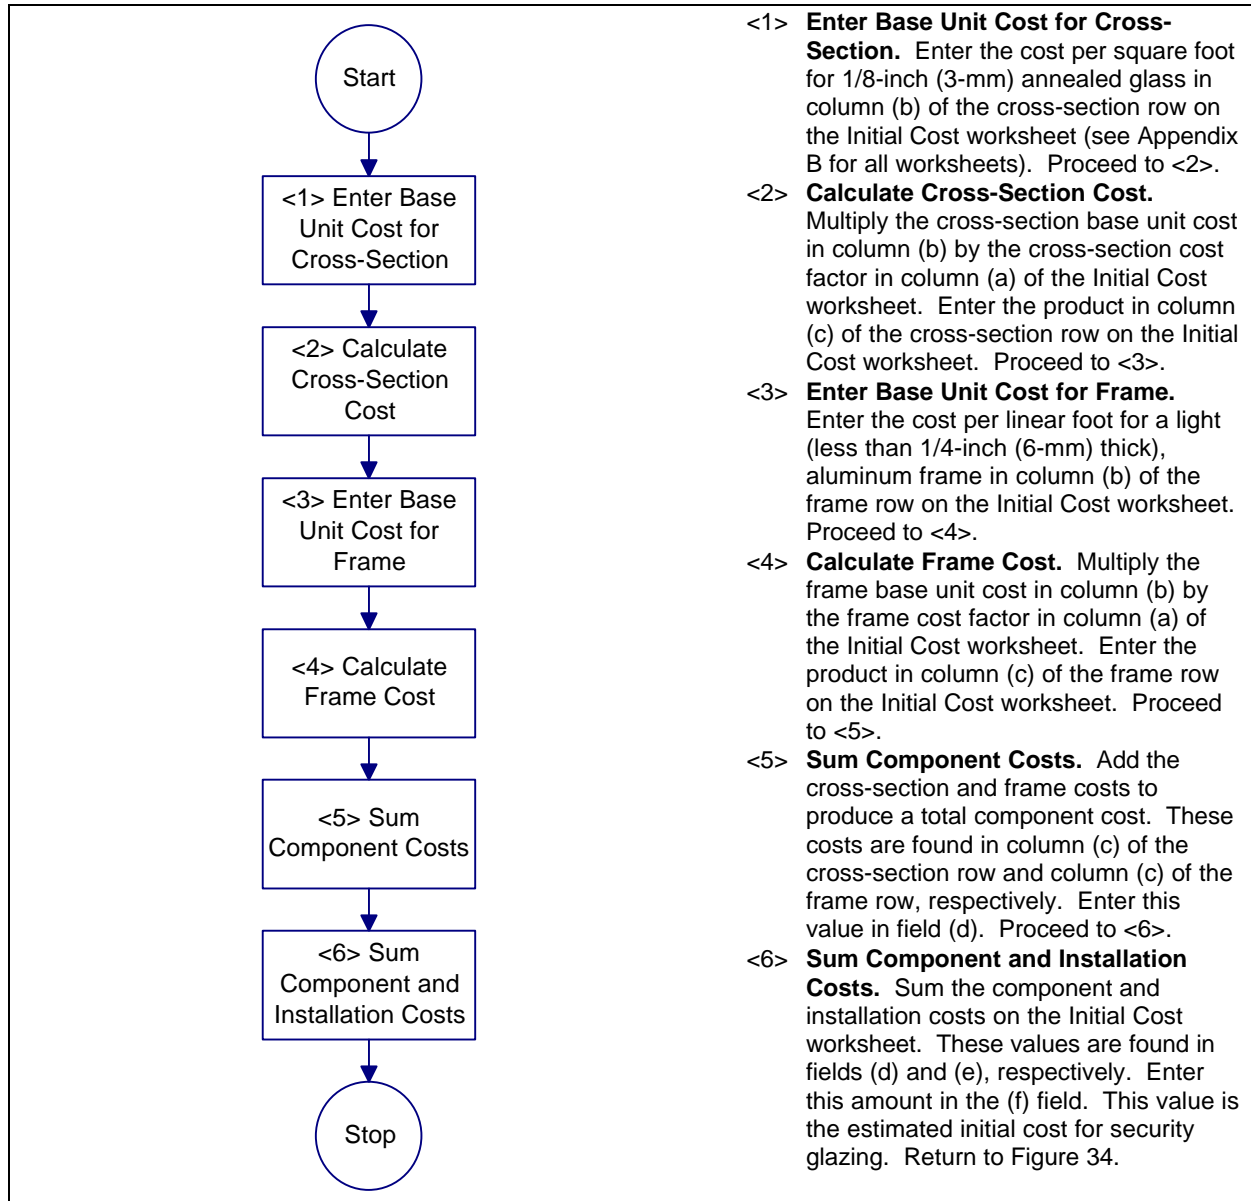 Start
<1> Enter Base
Unit Cost for
Cross-Section
<2> Calculate
Cross-Section
Cost
<3> Enter Base
Unit Cost for
Frame
<4> Calculate
Frame Cost
<5> Sum
Component Costs
<6> Sum
Component and
Installation Costs
Stop
<1> Enter Base Unit Cost for Cross-
Section. Enter the cost per square foot
for 1/8-inch (3-mm) annealed glass in
column (b) of the cross-section row on
the Initial Cost worksheet (see Appendix
B for all worksheets). Proceed to <2>.
<2> Calculate Cross-Section Cost.
Multiply the cross-section base unit cost
in column (b) by the cross-section cost
factor in column (a) of the Initial Cost
worksheet. Enter the product in column
(c) of the cross-section row on the Initial
Cost worksheet. Proceed to <3>.
<3> Enter Base Unit Cost for Frame.
Enter the cost per linear foot for a light
(less than 1/4-inch (6-mm) thick),
aluminum frame in column (b) of the
frame row on the Initial Cost worksheet.
Proceed to <4>.
<4> Calculate Frame Cost. Multiply the
frame base unit cost in column (b) by
the frame cost factor in column (a) of
the Initial Cost worksheet. Enter the
product in column (c) of the frame row
on the Initial Cost worksheet. Proceed
to <5>.
<5> Sum Component Costs. Add the
cross-section and frame costs to
produce a total component cost. These
costs are found in column (c) of the
cross-section row and column (c) of the
frame row, respectively. Enter this
value in field (d). Proceed to <6>.
<6> Sum Component and Installation
Costs. Sum the component and
installation costs on the Initial Cost
worksheet. These values are found in
fields (d) and (e), respectively. Enter
this amount in the (f) field. This value is
the estimated initial cost for security
glazing. Return to Figure 34.